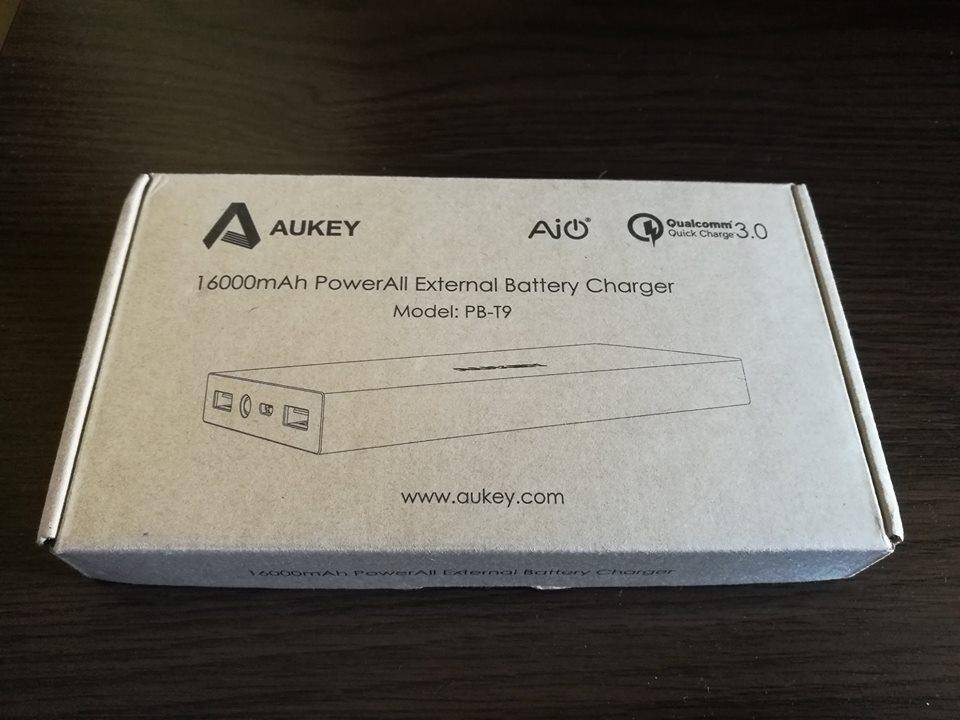 AUKEY
AiO®
Qualcomm®
Quick Charge™ 3.0
16000mAh PowerAll External Battery Charger
Model: PB-T9
www.aukey.com
16000mAh PowerAll External Battery Charger